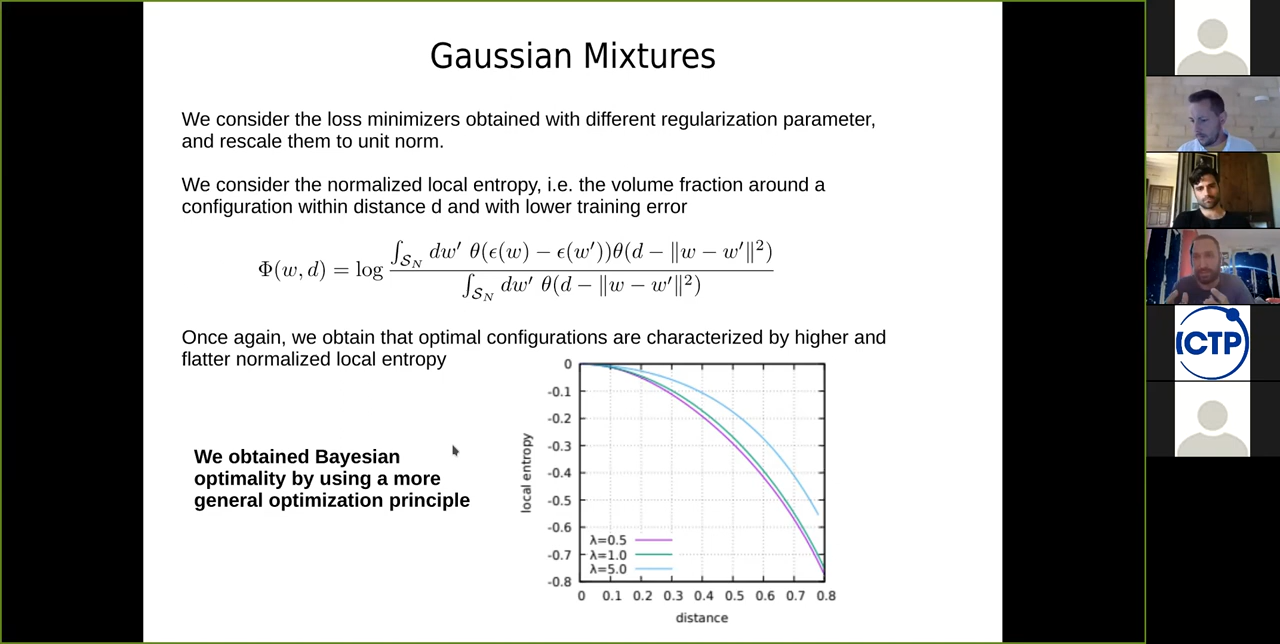 Gaussian Mixtures
We consider the loss minimizers obtained with different regularization parameter,
and rescale them to unit norm.
We consider the normalized local entropy, i.e. the volume fraction around a
configuration within distance d and with lower training error
Φ(w, d) = log ∫_{S_N} dw′ θ(ϵ(w) − ϵ(w′))θ(d − ‖w − w′‖²)
∫_{S_N} dw′ θ(d − ‖w − w′‖²)
Once again, we obtain that optimal configurations are characterized by higher and
flatter normalized local entropy
We obtained Bayesian
optimality by using a more
general optimization principle
local entropy
0
-0.1
-0.2
-0.3
-0.4
-0.5
-0.6
-0.7
-0.8
λ=0.5
λ=1.0
λ=5.0
0 0.1 0.2 0.3 0.4 0.5 0.6 0.7 0.8
distance
ICTP